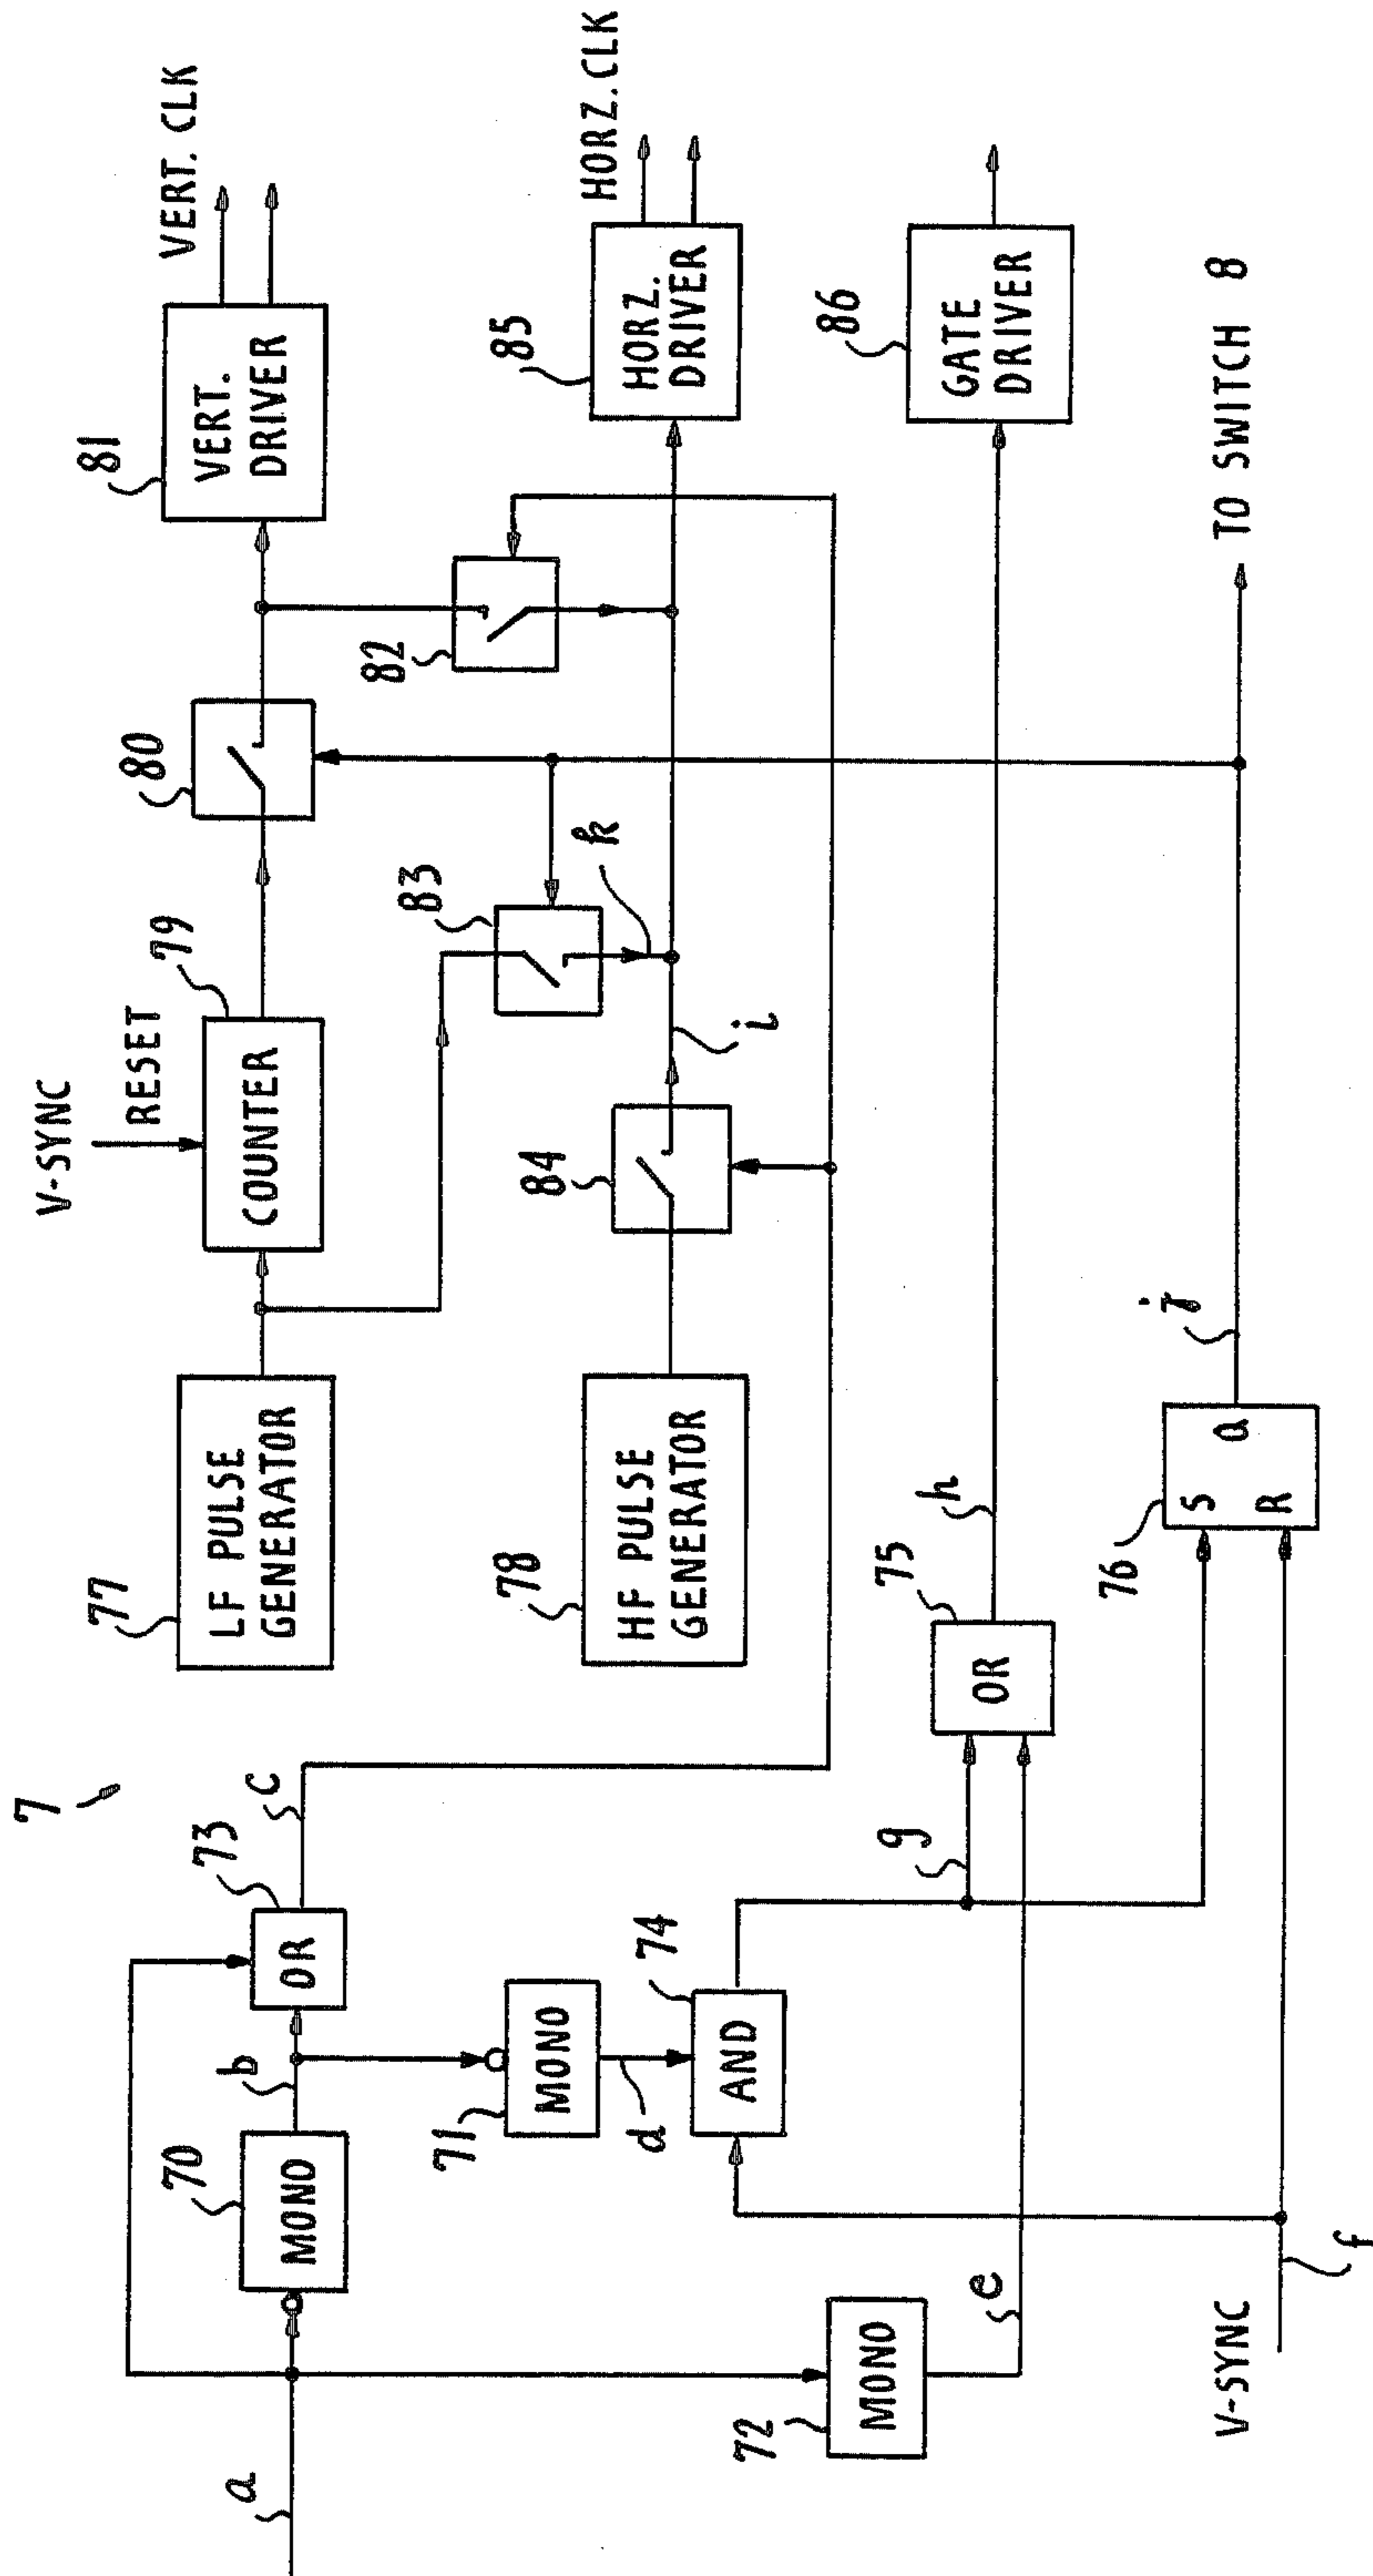 7
a
70
MONO
b
73
OR
C
71
MONO
d
74
AND
72
MONO
e
g
V-SYNC
f
75
OR
h
76
S
R
Q
j
TO SWITCH 8
77
LF PULSE
GENERATOR
V-SYNC
RESET
79
COUNTER
80
81
VERT.
DRIVER
VERT. CLK
78
HF PULSE
GENERATOR
84
i
83
k
82
85
HORZ.
DRIVER
HORZ. CLK
86
GATE
DRIVER